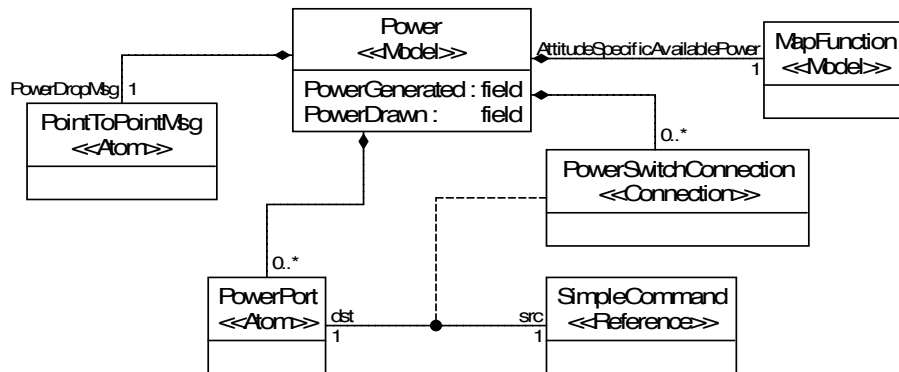 Power
<<Model>>
PowerGenerated : field
PowerDrawn : field
AttitudeSpecificAvailablePower
1
MapFunction
<<Model>>
PowerDropMsg 1
PointToPointMsg
<<Atom>>
0..*
PowerSwitchConnection
<<Connection>>
0..*
PowerPort
<<Atom>>
dst
1
src
1
SimpleCommand
<<Reference>>